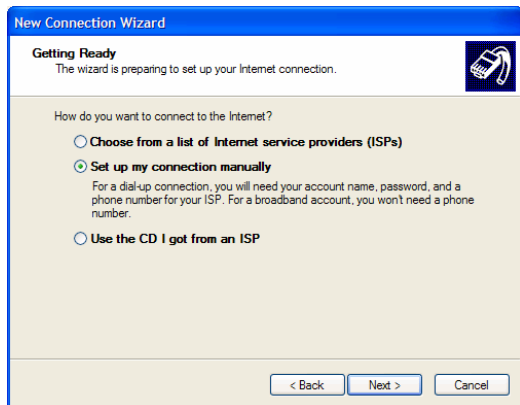 New Connection Wizard
Getting Ready
The wizard is preparing to set up your Internet connection.
How do you want to connect to the Internet?
Choose from a list of Internet service providers (ISPs)
Set up my connection manually
For a dial-up connection, you will need your account name, password, and a
phone number for your ISP. For a broadband account, you won't need a phone
number.
Use the CD I got from an ISP
< Back Next > Cancel